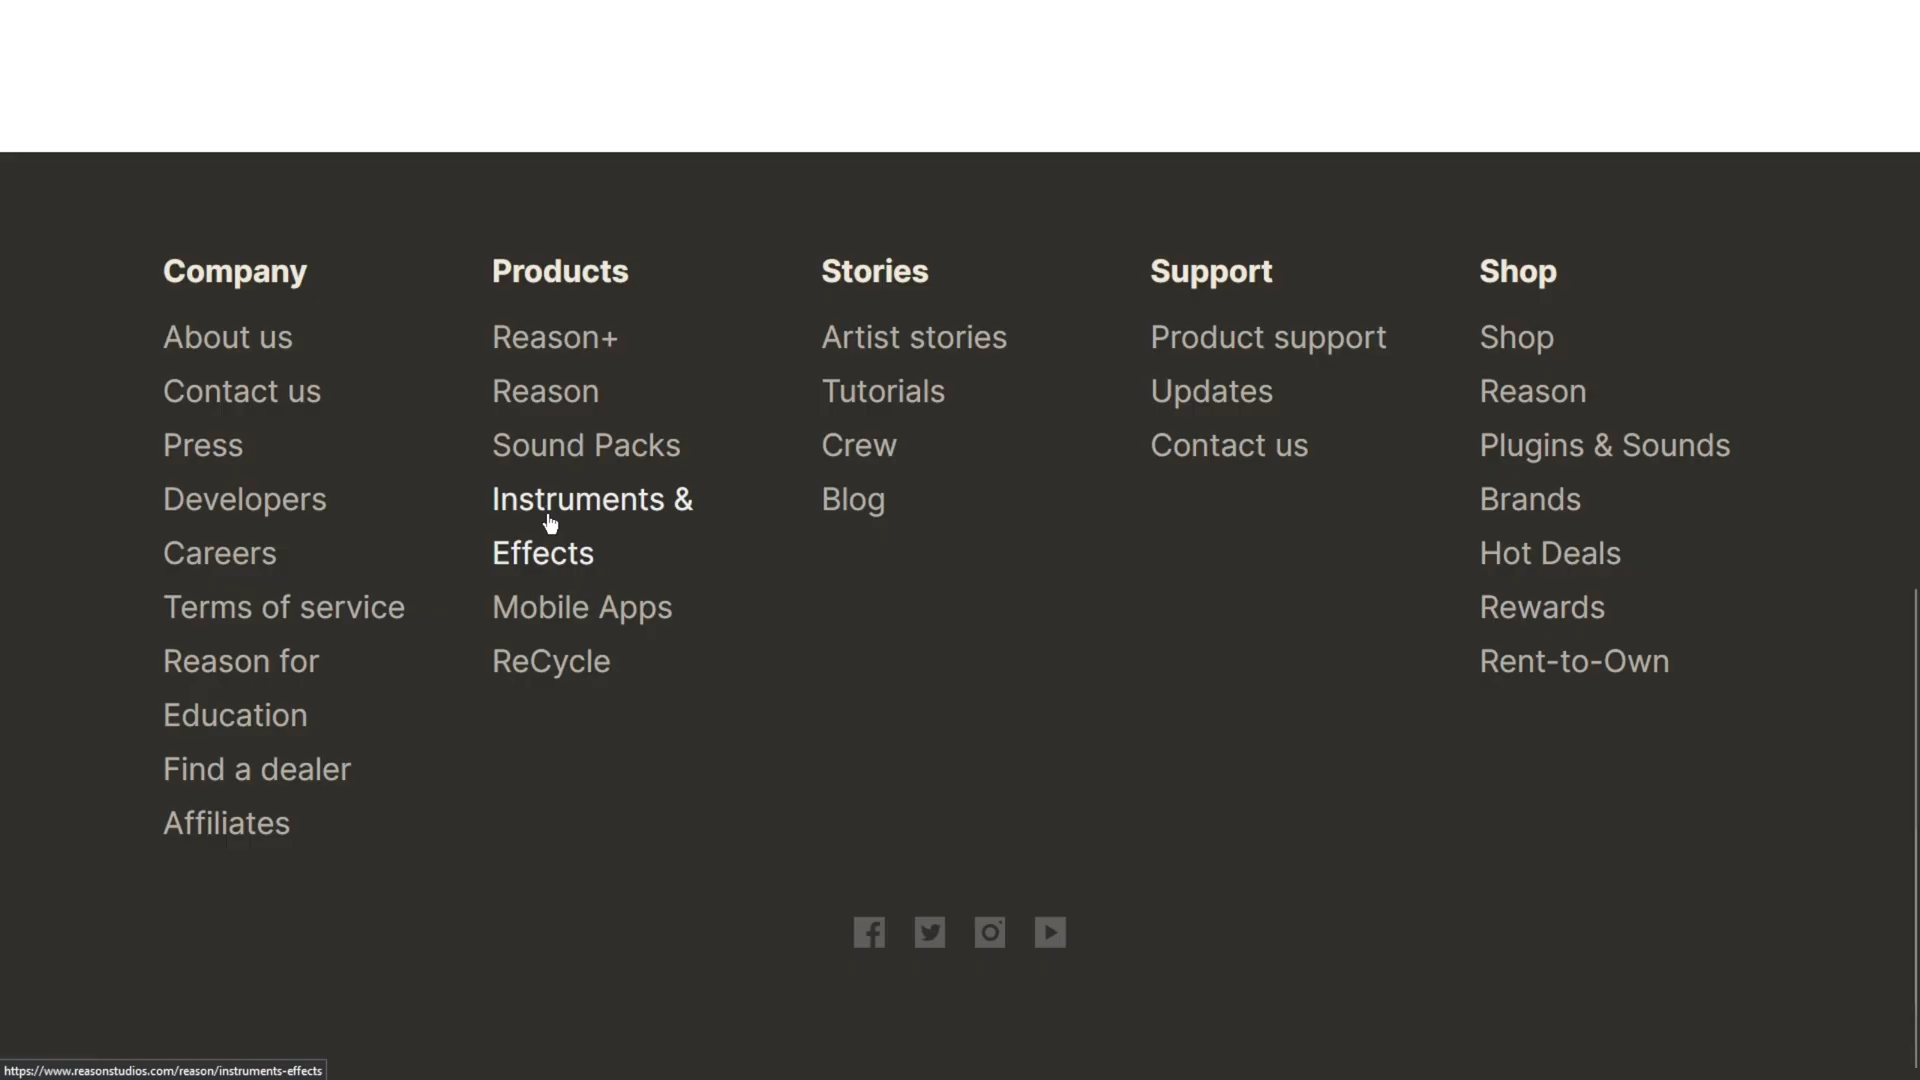 Company
About us
Contact us
Press
Developers
Careers
Terms of service
Reason for
Education
Find a dealer
Affiliates
Products
Reason+
Reason
Sound Packs
Instruments &
Effects
Mobile Apps
ReCycle
Stories
Artist stories
Tutorials
Crew
Blog
Support
Product support
Updates
Contact us
Shop
Shop
Reason
Plugins & Sounds
Brands
Hot Deals
Rewards
Rent-to-Own
https://www.reasonstudios.com/reason/instruments-effects